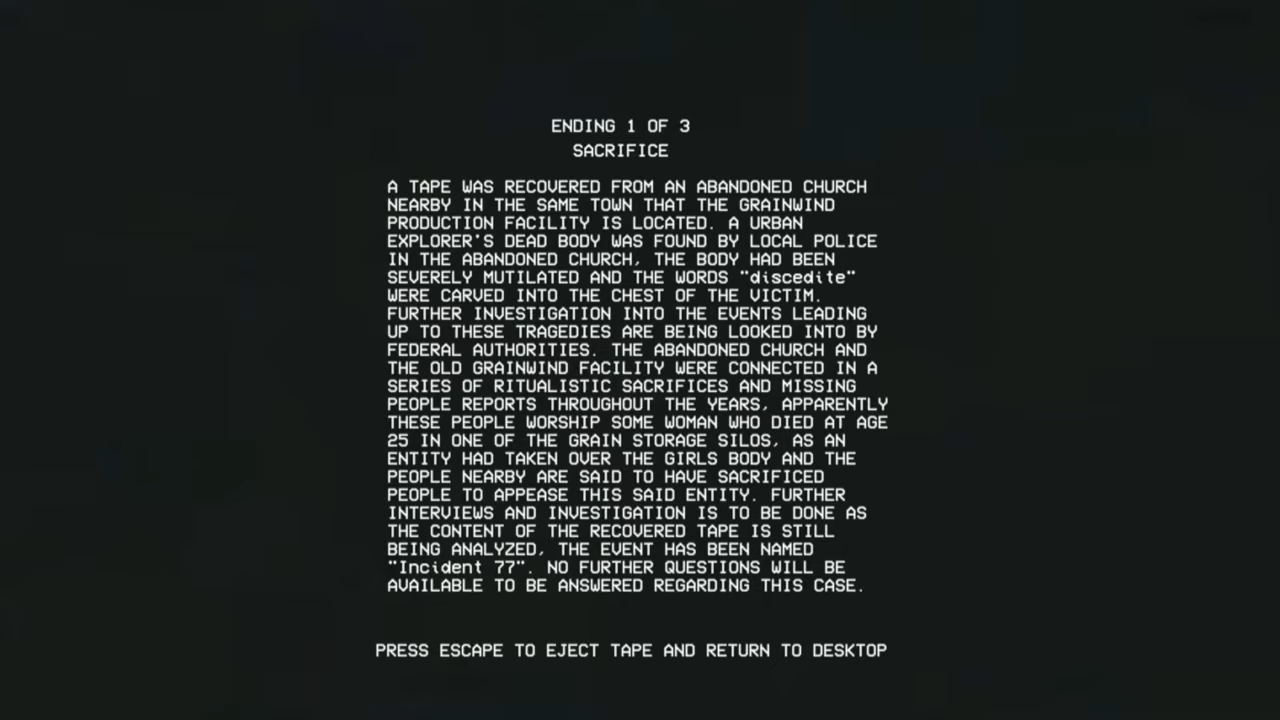 ENDING 1 OF 3
SACRIFICE
A TAPE WAS RECOVERED FROM AN ABANDONED CHURCH
NEARBY IN THE SAME TOWN THAT THE GRAINWIND
PRODUCTION FACILITY IS LOCATED. A URBAN
EXPLORER'S DEAD BODY WAS FOUND BY LOCAL POLICE
IN THE ABANDONED CHURCH, THE BODY HAD BEEN
SEVERELY MUTILATED AND THE WORDS "discedite"
WERE CARVED INTO THE CHEST OF THE VICTIM.
FURTHER INVESTIGATION INTO THE EVENTS LEADING
UP TO THESE TRAGEDIES ARE BEING LOOKED INTO BY
FEDERAL AUTHORITIES. THE ABANDONED CHURCH AND
THE OLD GRAINWIND FACILITY WERE CONNECTED IN A
SERIES OF RITUALISTIC SACRIFICES AND MISSING
PEOPLE REPORTS THROUGHOUT THE YEARS, APPARENTLY
THESE PEOPLE WORSHIP SOME WOMAN WHO DIED AT AGE
25 IN ONE OF THE GRAIN STORAGE SILOS, AS AN
ENTITY HAD TAKEN OVER THE GIRLS BODY AND THE
PEOPLE NEARBY ARE SAID TO HAVE SACRIFICED
PEOPLE TO APPEASE THIS SAID ENTITY. FURTHER
INTERVIEWS AND INVESTIGATION IS TO BE DONE AS
THE CONTENT OF THE RECOVERED TAPE IS STILL
BEING ANALYZED, THE EVENT HAS BEEN NAMED
"Incident 77". NO FURTHER QUESTIONS WILL BE
AVAILABLE TO BE ANSWERED REGARDING THIS CASE.
PRESS ESCAPE TO EJECT TAPE AND RETURN TO DESKTOP